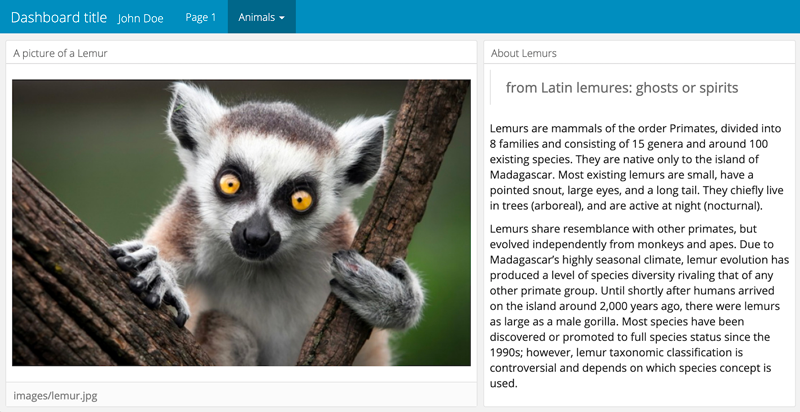 Dashboard title John Doe Page 1 Animals
A picture of a Lemur
images/lemur.jpg
About Lemurs
from Latin lemures: ghosts or spirits
Lemurs are mammals of the order Primates, divided into
8 families and consisting of 15 genera and around 100
existing species. They are native only to the island of
Madagascar. Most existing lemurs are small, have a
pointed snout, large eyes, and a long tail. They chiefly live
in trees (arboreal), and are active at night (nocturnal).
Lemurs share resemblance with other primates, but
evolved independently from monkeys and apes. Due to
Madagascar’s highly seasonal climate, lemur evolution has
produced a level of species diversity rivaling that of any
other primate group. Until shortly after humans arrived
on the island around 2,000 years ago, there were lemurs
as large as a male gorilla. Most species have been
discovered or promoted to full species status since the
1990s; however, lemur taxonomic classification is
controversial and depends on which species concept is
used.